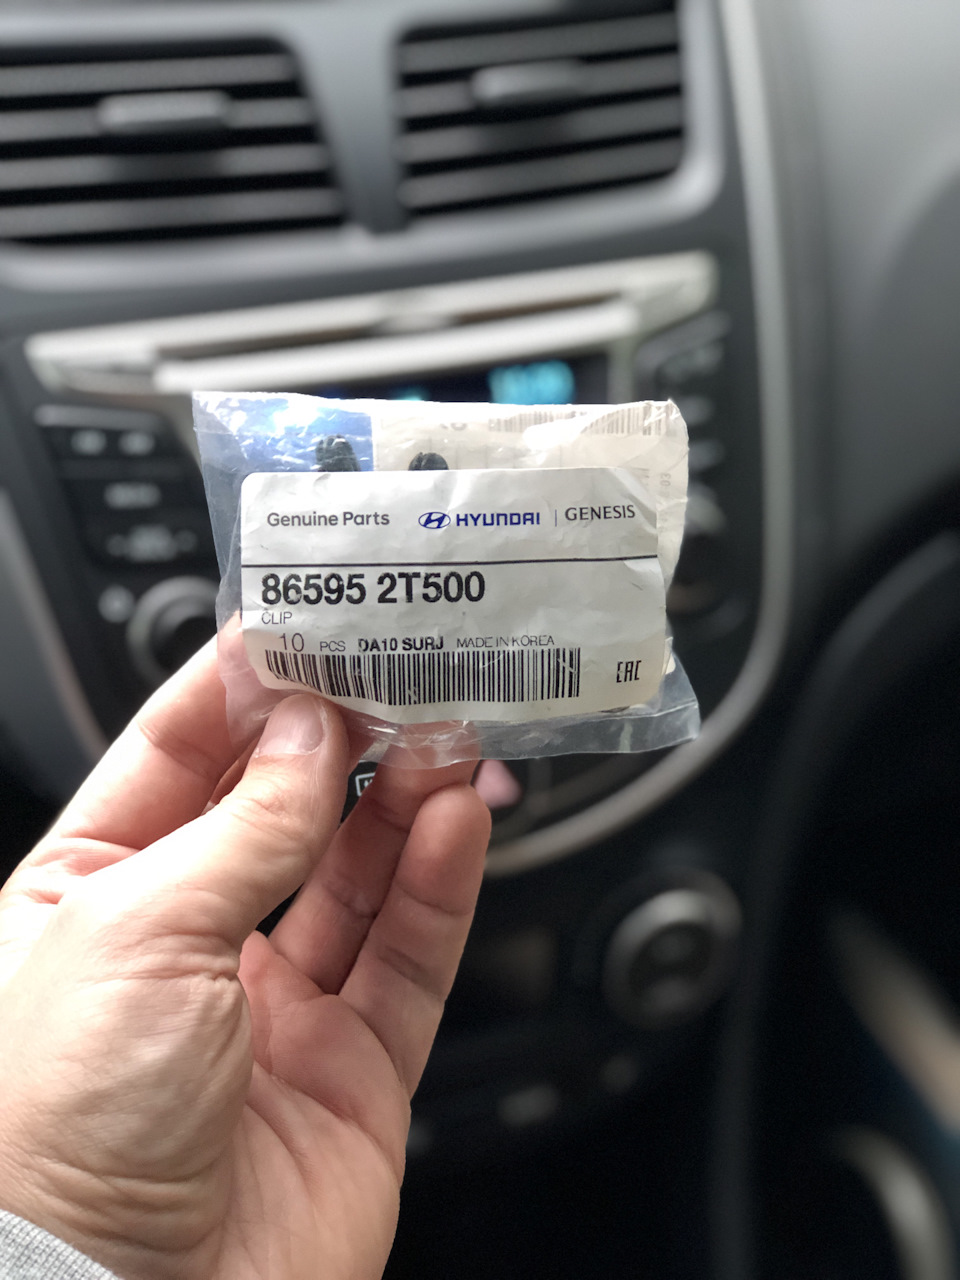 Genuine Parts HYUNDAI | GENESIS
86595 2T500
CLIP
10 PCS DA10 SURJ MADE IN KOREA
EAC